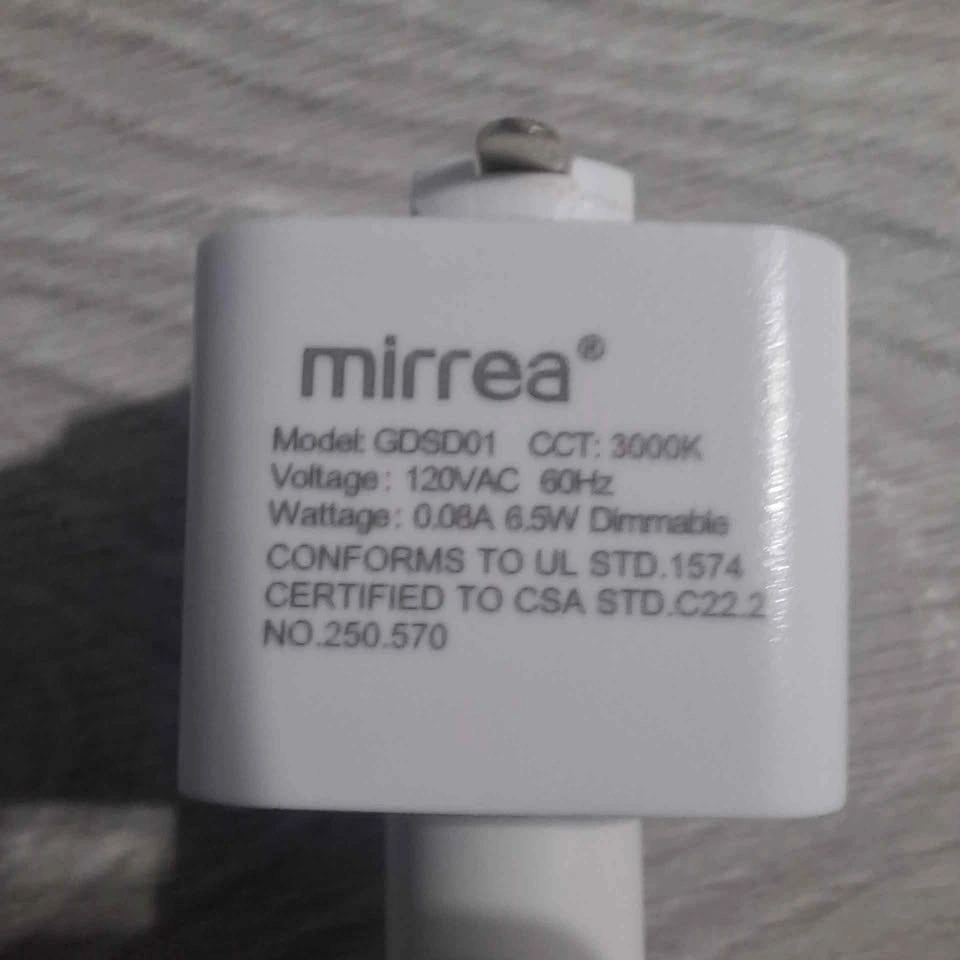 mirrea®
Model: GDSD01 CCT: 3000K
Voltage: 120VAC 60Hz
Wattage: 0.08A 6.5W Dimmable
CONFORMS TO UL STD.1574
CERTIFIED TO CSA STD.C22.2
NO.250.570